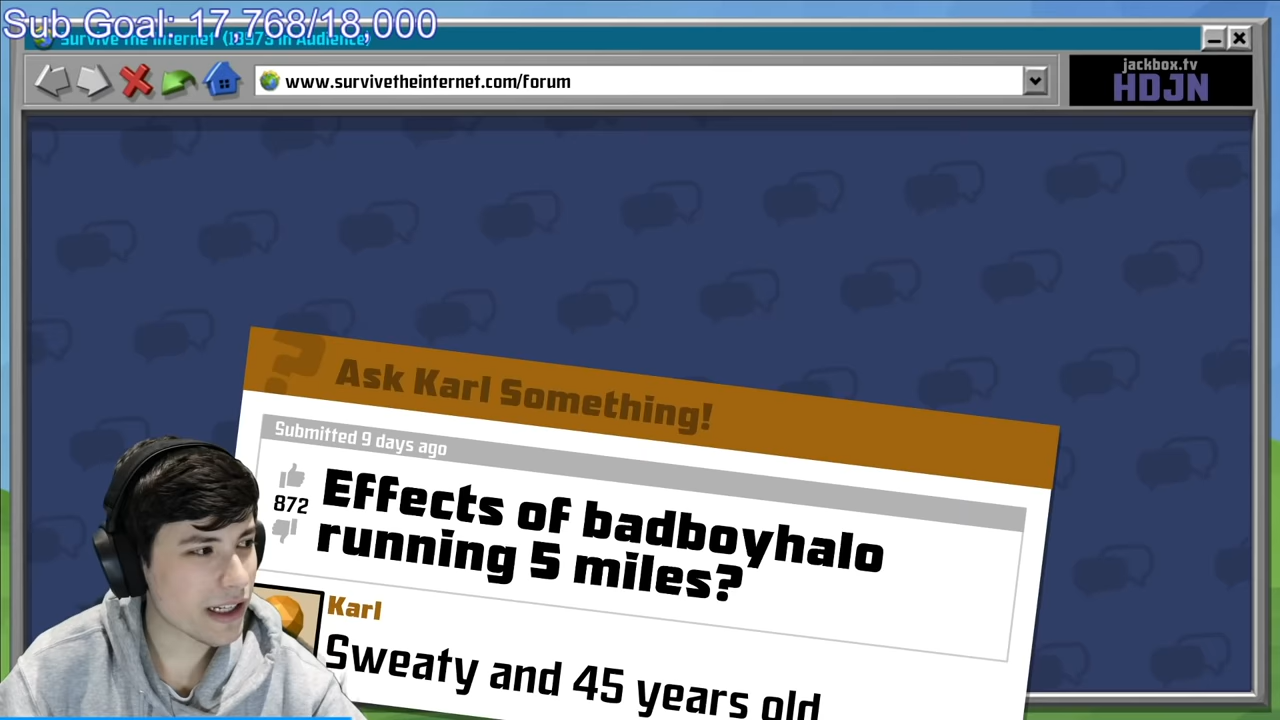 Sub Goal: 17,768/18,000
Survive the Internet (13373 in Audience)
www.survivetheinternet.com/forum
jackbox.tv
HDJN
?
Ask Karl Something!
Submitted 9 days ago
872
Effects of badboyhalo
running 5 miles?
Karl
Sweaty and 45 years old